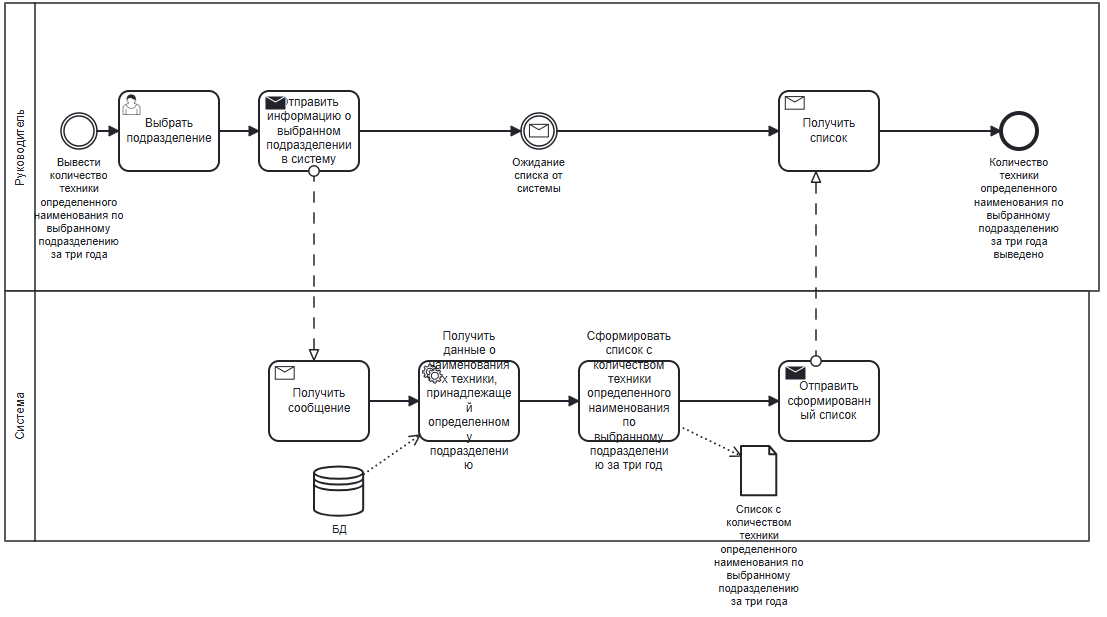 Руководитель
Выбрать
подразделение
Отправить
информацию о
выбранном
подразделении
в систему
Вывести
количество
техники
определенного
наименования по
выбранному
подразделению
за три года
Ожидание
списка от
системы
Получить
список
Количество
техники
определенного
наименования по
выбранному
подразделению
за три года
выведено
Система
Получить
сообщение
Получить
данные о
наименования
х техники,
принадлежаще
й
определенном
у
подразделени
ю
Сформировать
список с
количеством
техники
определенного
наименования
по
выбранному
подразделени
ю за три год
Отправить
сформированн
ый список
БД
Список с
количеством
техники
определенного
наименования по
выбранному
подразделению
за три года